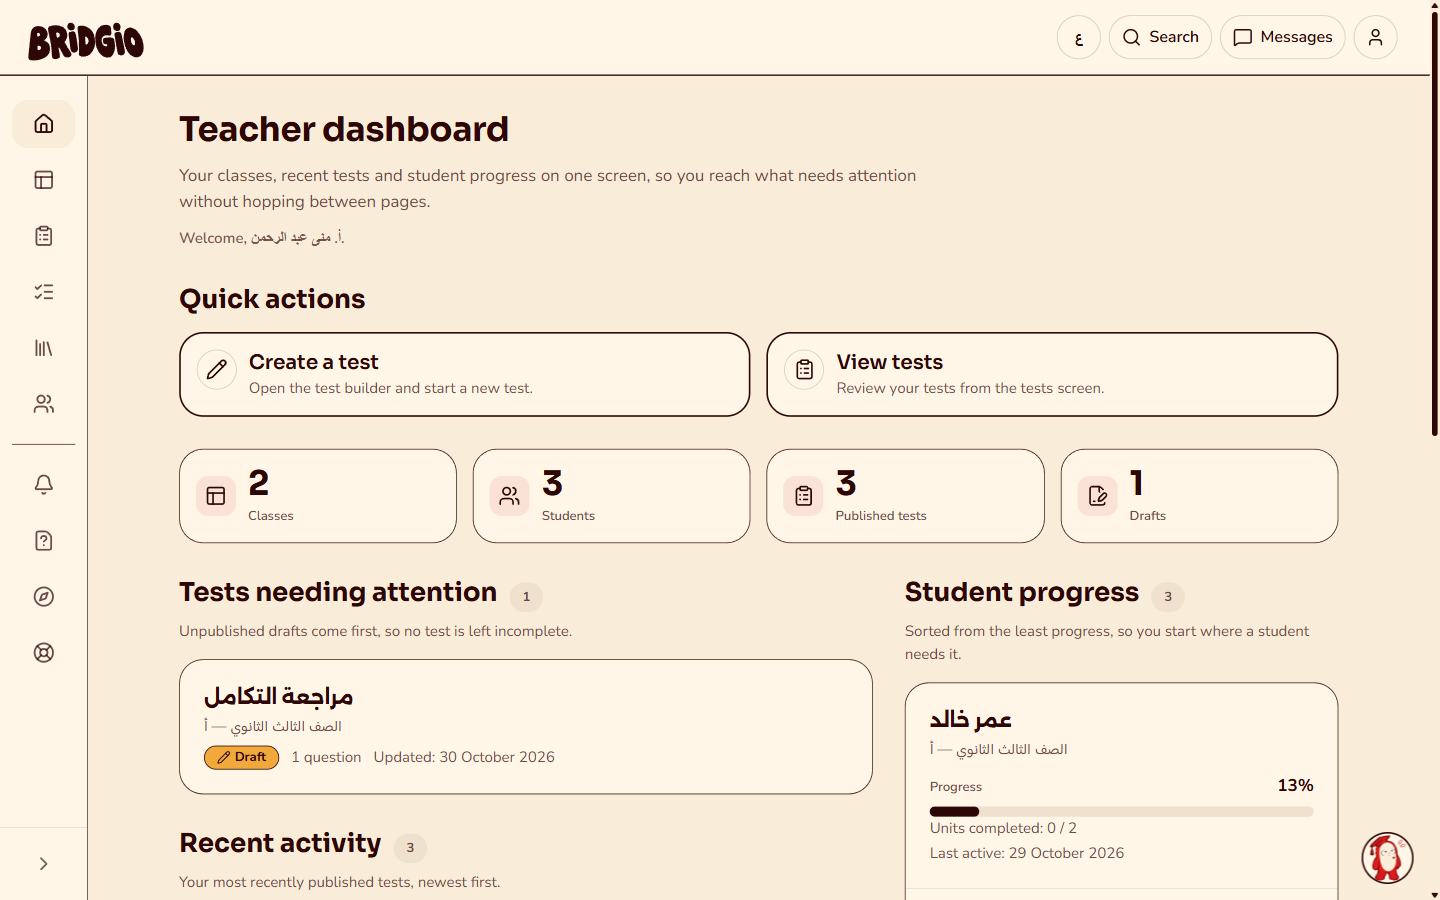 BRiDGiO
ع
Search
Messages
Teacher dashboard
Your classes, recent tests and student progress on one screen, so you reach what needs attention
without hopping between pages.
Welcome, أ. منى عبد الرحمن.
Quick actions
Create a test
Open the test builder and start a new test.
View tests
Review your tests from the tests screen.
2
Classes
3
Students
3
Published tests
1
Drafts
Tests needing attention 1
Unpublished drafts come first, so no test is left incomplete.
مراجعة التكامل
الصف الثالث الثانوي — أ
Draft 1 question Updated: 30 October 2026
Recent activity 3
Your most recently published tests, newest first.
Student progress 3
Sorted from the least progress, so you start where a student
needs it.
عمر خالد
الصف الثالث الثانوي — أ
Progress 13%
Units completed: 0 / 2
Last active: 29 October 2026